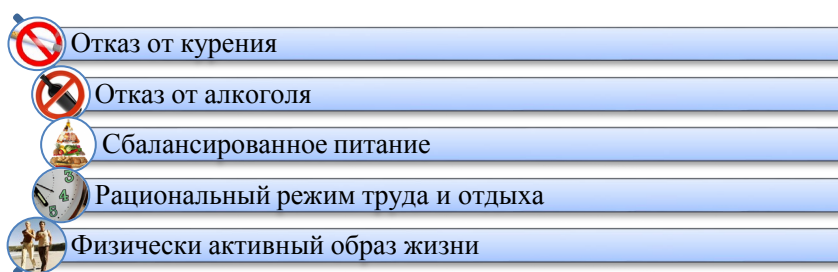 Отказ от курения
Отказ от алкоголя
Сбалансированное питание
Рациональный режим труда и отдыха
Физически активный образ жизни